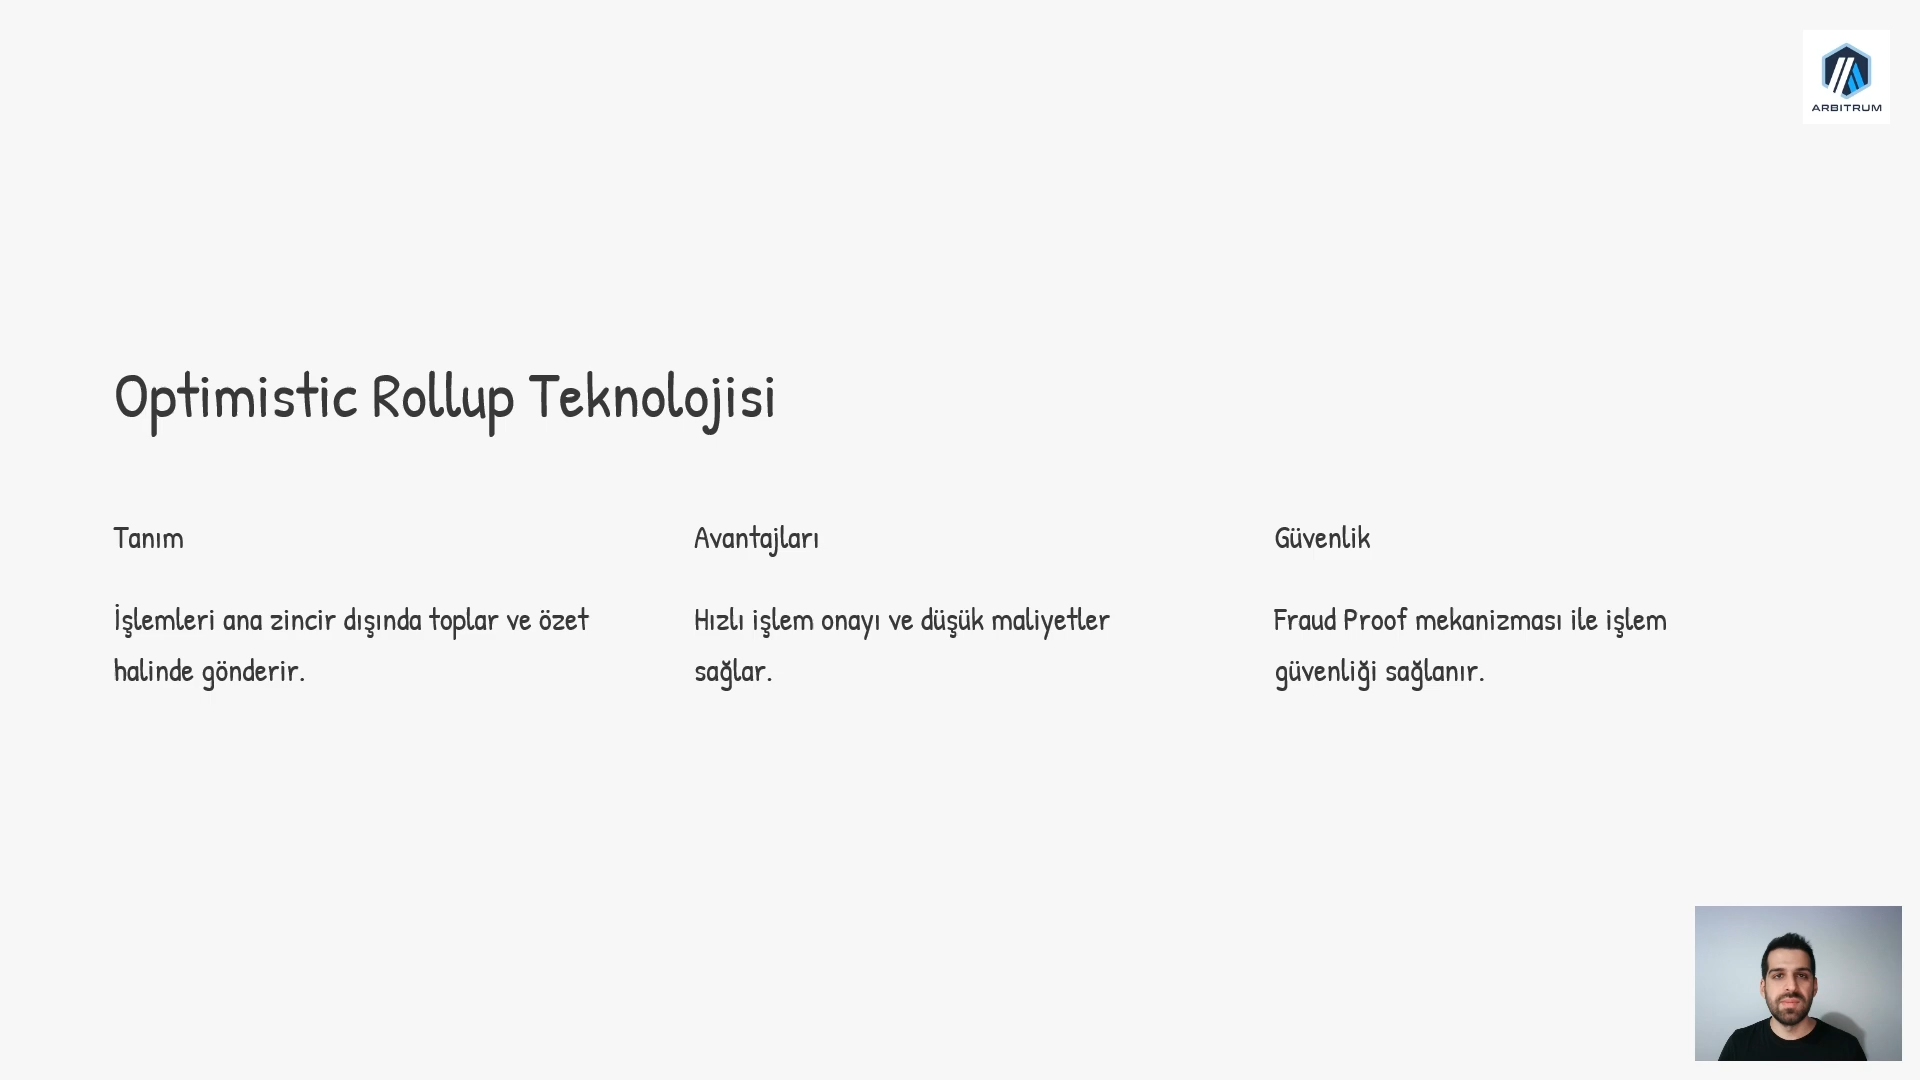 ARBITRUM
Optimistic Rollup Teknolojisi
Tanım
İşlemleri ana zincir dışında toplar ve özet
halinde gönderir.
Avantajları
Hızlı işlem onayı ve düşük maliyetler
sağlar.
Güvenlik
Fraud Proof mekanizması ile işlem
güvenliği sağlanır.